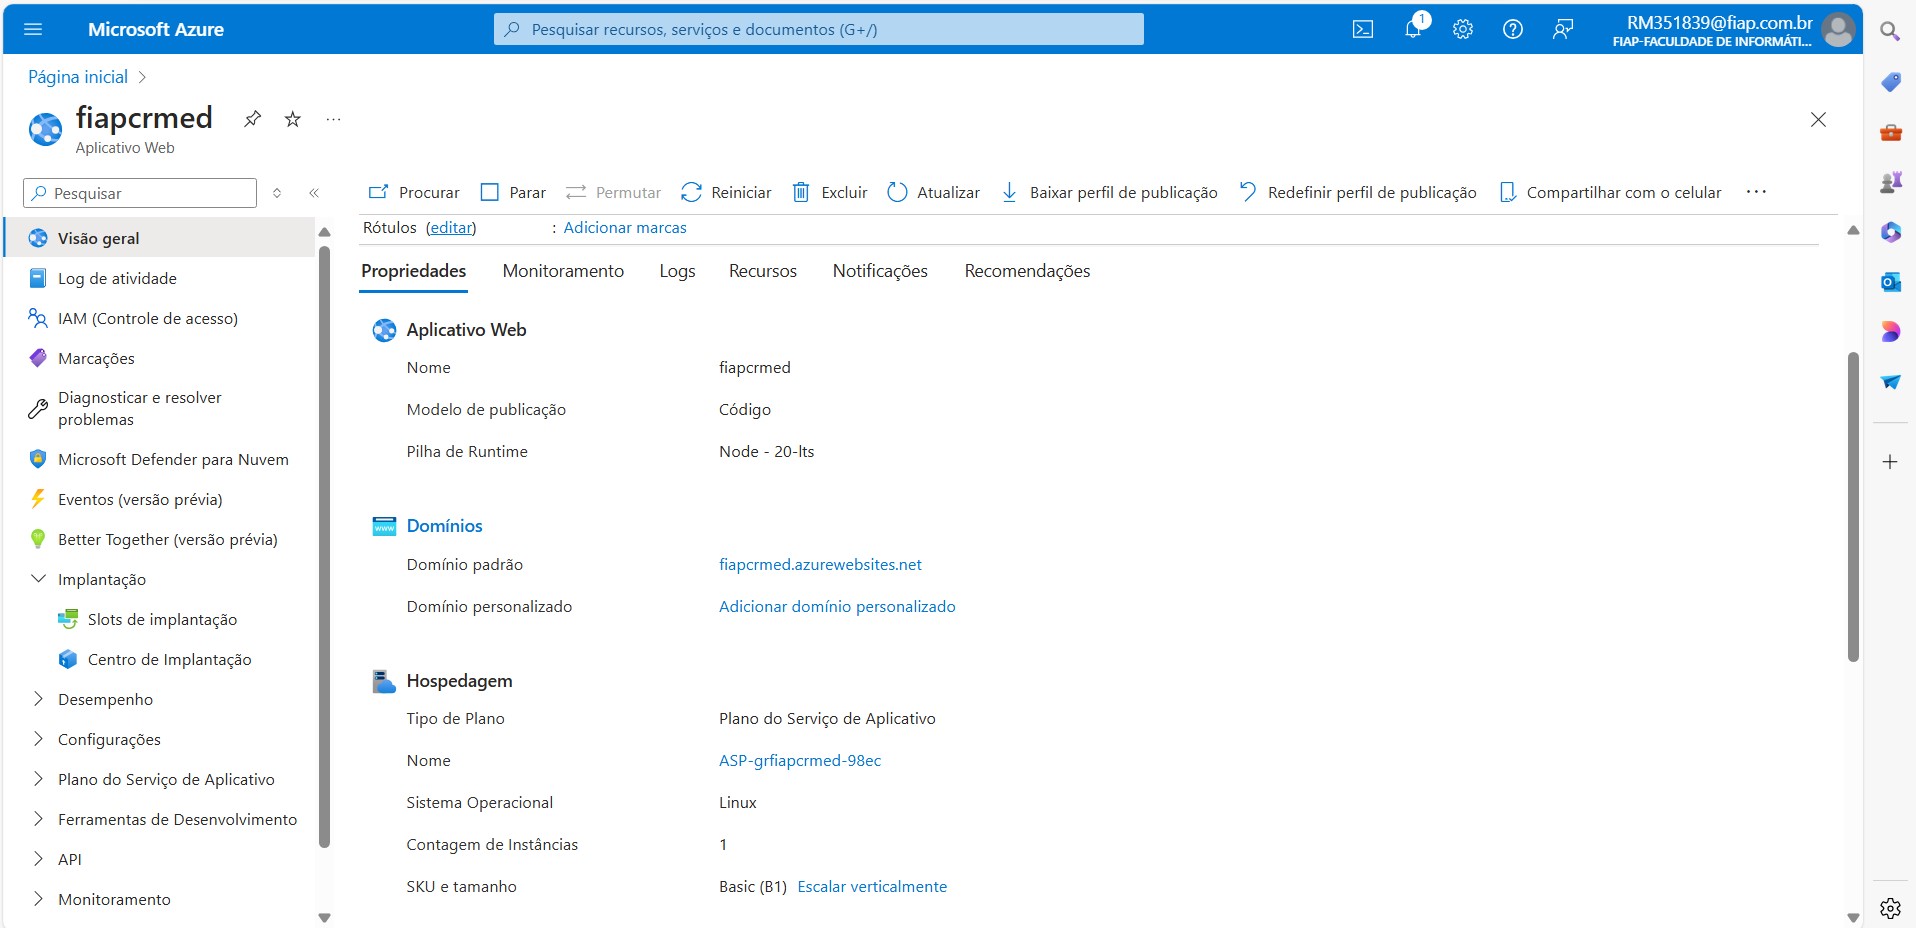 Microsoft Azure
Pesquisar recursos, serviços e documentos (G+/)
1
RM351839@fiap.com.br
FIAP-FACULDADE DE INFORMÁTI...
Página inicial
fiapcrmed
Aplicativo Web
Pesquisar
Procurar Parar Permutar Reiniciar Excluir Atualizar Baixar perfil de publicação Redefinir perfil de publicação Compartilhar com o celular
Visão geral
Log de atividade
IAM (Controle de acesso)
Marcações
Diagnosticar e resolver
problemas
Microsoft Defender para Nuvem
Eventos (versão prévia)
Better Together (versão prévia)
Implantação
Slots de implantação
Centro de Implantação
Desempenho
Configurações
Plano do Serviço de Aplicativo
Ferramentas de Desenvolvimento
API
Monitoramento
Rótulos (editar) : Adicionar marcas
Propriedades Monitoramento Logs Recursos Notificações Recomendações
Aplicativo Web
Nome fiapcrmed
Modelo de publicação Código
Pilha de Runtime Node - 20-lts
www
Domínios
Domínio padrão fiapcrmed.azurewebsites.net
Domínio personalizado Adicionar domínio personalizado
Hospedagem
Tipo de Plano Plano do Serviço de Aplicativo
Nome ASP-grfiapcrmed-98ec
Sistema Operacional Linux
Contagem de Instâncias 1
SKU e tamanho Basic (B1) Escalar verticalmente